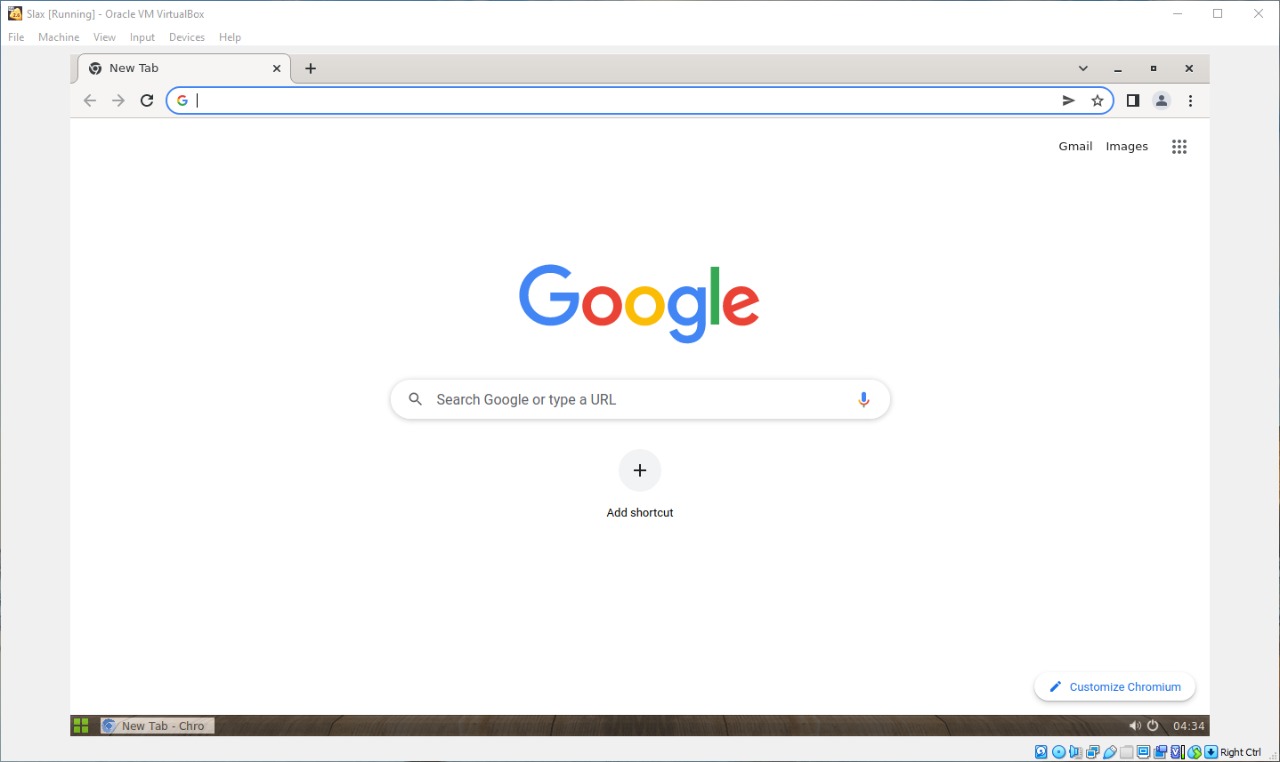 Slax [Running] - Oracle VM VirtualBox
File Machine View Input Devices Help
New Tab
Gmail Images
Google
Search Google or type a URL
Add shortcut
Customize Chromium
New Tab - Chro
04:34
Right Ctrl